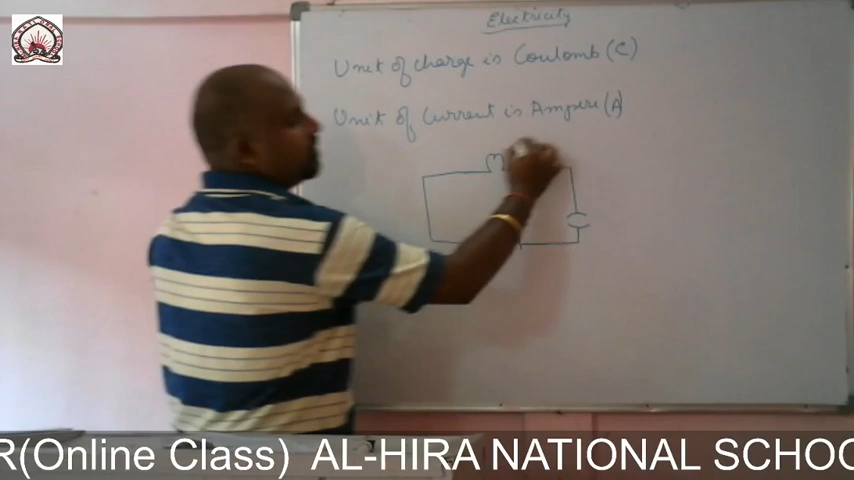 Electricity
Unit of charge is Coulomb (C)
Unit of Current is Ampere (A)
R(Online Class) AL-HIRA NATIONAL SCHOO